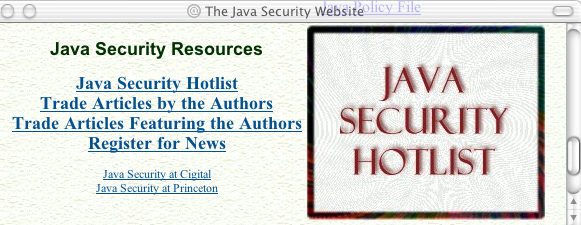 Java Policy File
The Java Security Website
Java Security Resources
Java Security Hotlist
Trade Articles by the Authors
Trade Articles Featuring the Authors
Register for News
Java Security at Cigital
Java Security at Princeton
JAVA
SECURITY
HOTLIST